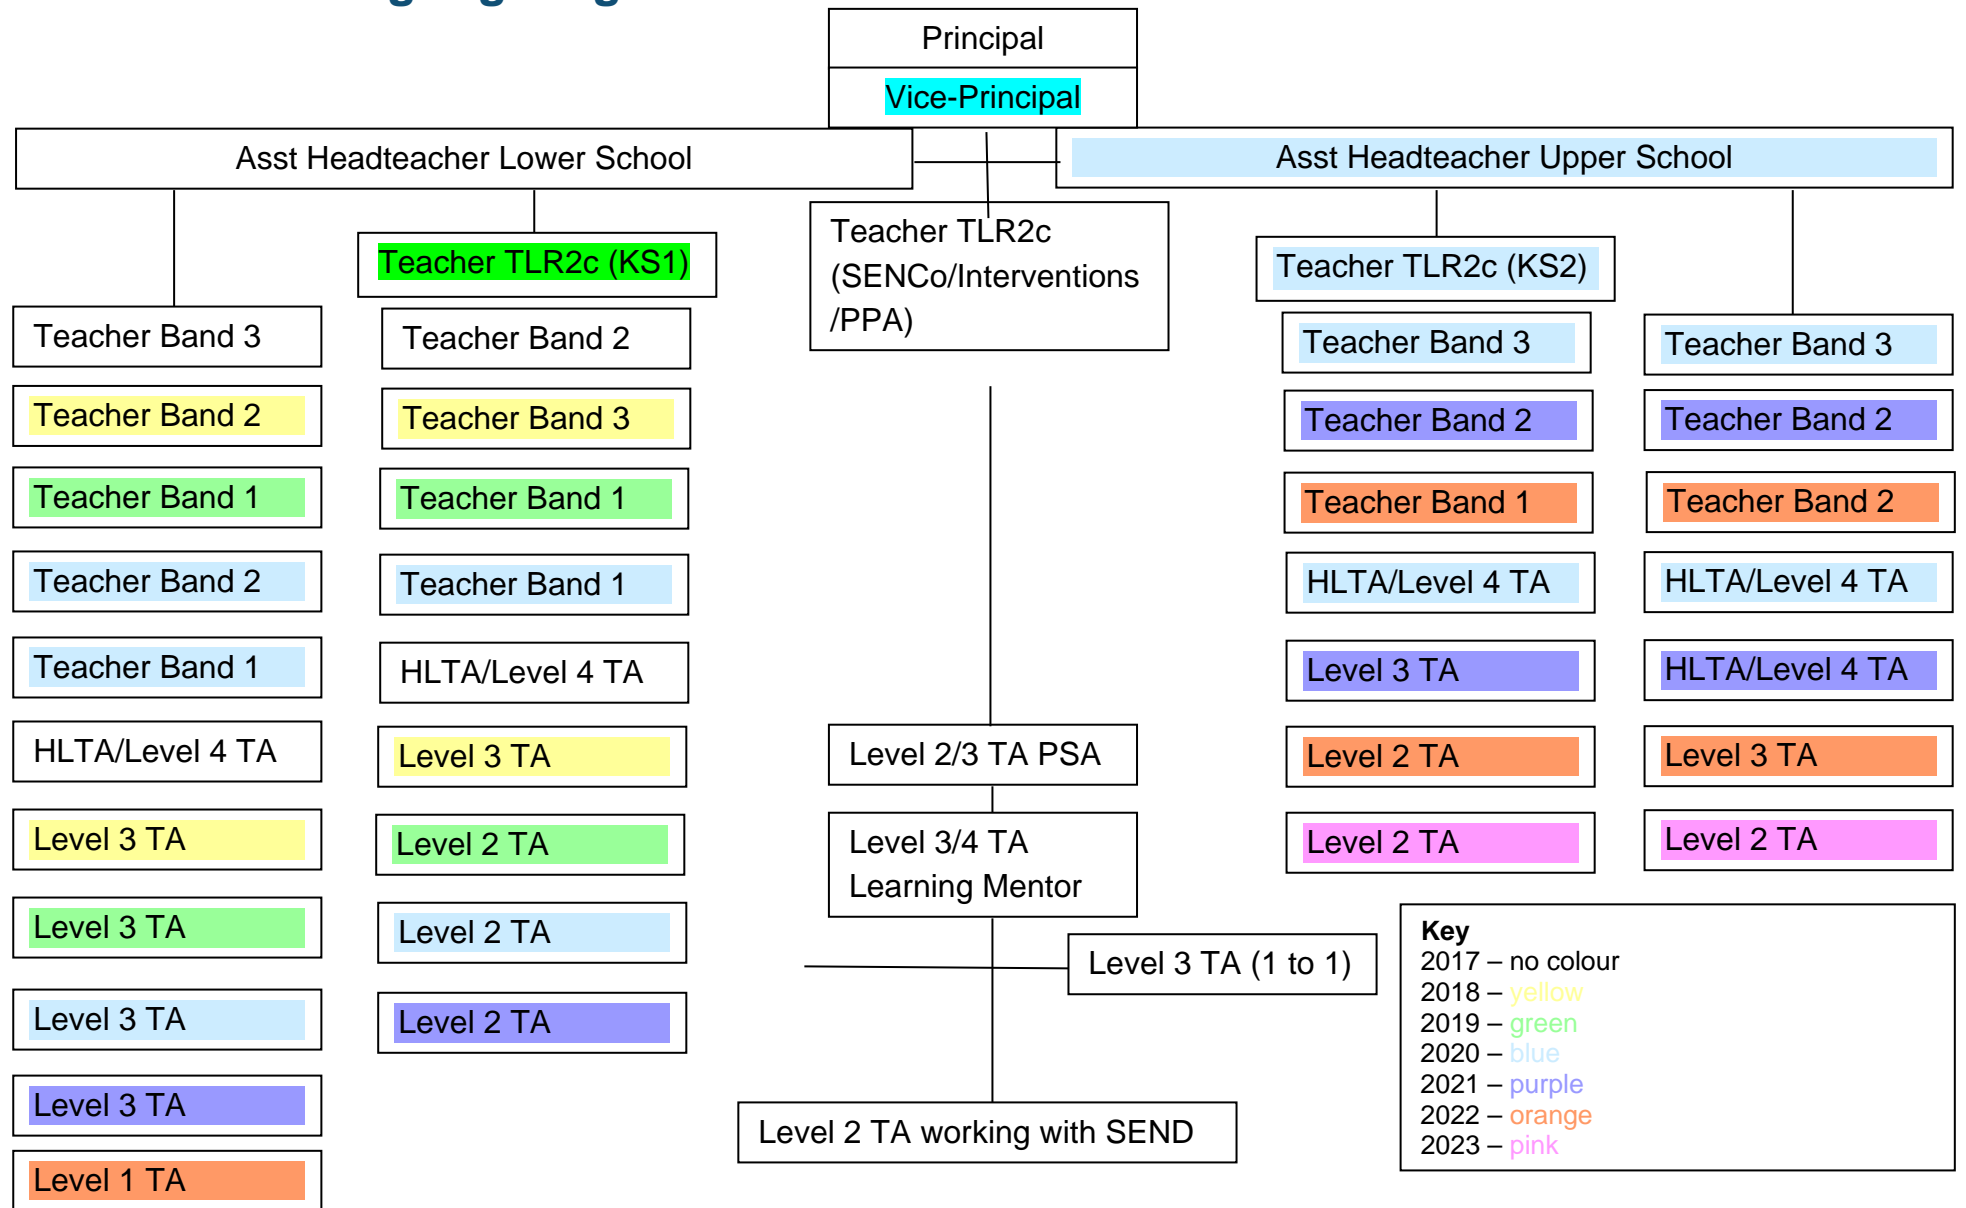 Principal
Vice-Principal
Asst Headteacher Lower School
Asst Headteacher Upper School
Teacher TLR2c (KS1)
Teacher TLR2c
(SENCo/Interventions
/PPA)
Teacher TLR2c (KS2)
Teacher Band 3
Teacher Band 2
Teacher Band 1
Teacher Band 2
Teacher Band 1
HLTA/Level 4 TA
Level 3 TA
Level 3 TA
Level 3 TA
Level 3 TA
Level 1 TA
Teacher Band 2
Teacher Band 3
Teacher Band 1
Teacher Band 1
HLTA/Level 4 TA
Level 3 TA
Level 2 TA
Level 2 TA
Level 2 TA
Level 2/3 TA PSA
Level 3/4 TA
Learning Mentor
Level 3 TA (1 to 1)
Level 2 TA working with SEND
Teacher Band 3
Teacher Band 2
Teacher Band 1
HLTA/Level 4 TA
Level 3 TA
Level 2 TA
Level 2 TA
Teacher Band 3
Teacher Band 2
Teacher Band 2
HLTA/Level 4 TA
HLTA/Level 4 TA
Level 3 TA
Level 2 TA
Key
2017 – no colour
2018 – yellow
2019 – green
2020 – blue
2021 – purple
2022 – orange
2023 – pink